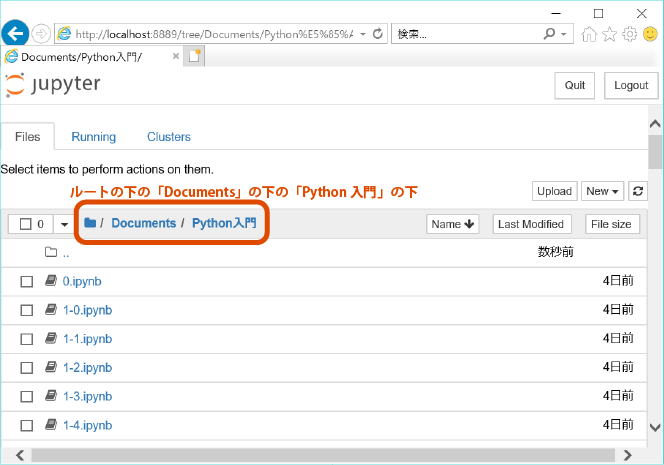 http://localhost:8889/tree/Documents/Python%E5%85%A
検索...
Documents/Python入門/
jupyter
Quit
Logout
Files
Running
Clusters
Select items to perform actions on them.
ルートの下の「Documents」の下の「Python 入門」の下
Upload
New
0
/ Documents / Python入門
Name
Last Modified
File size
..
数秒前
0.ipynb
4日前
1-0.ipynb
4日前
1-1.ipynb
4日前
1-2.ipynb
4日前
1-3.ipynb
4日前
1-4.ipynb
4日前